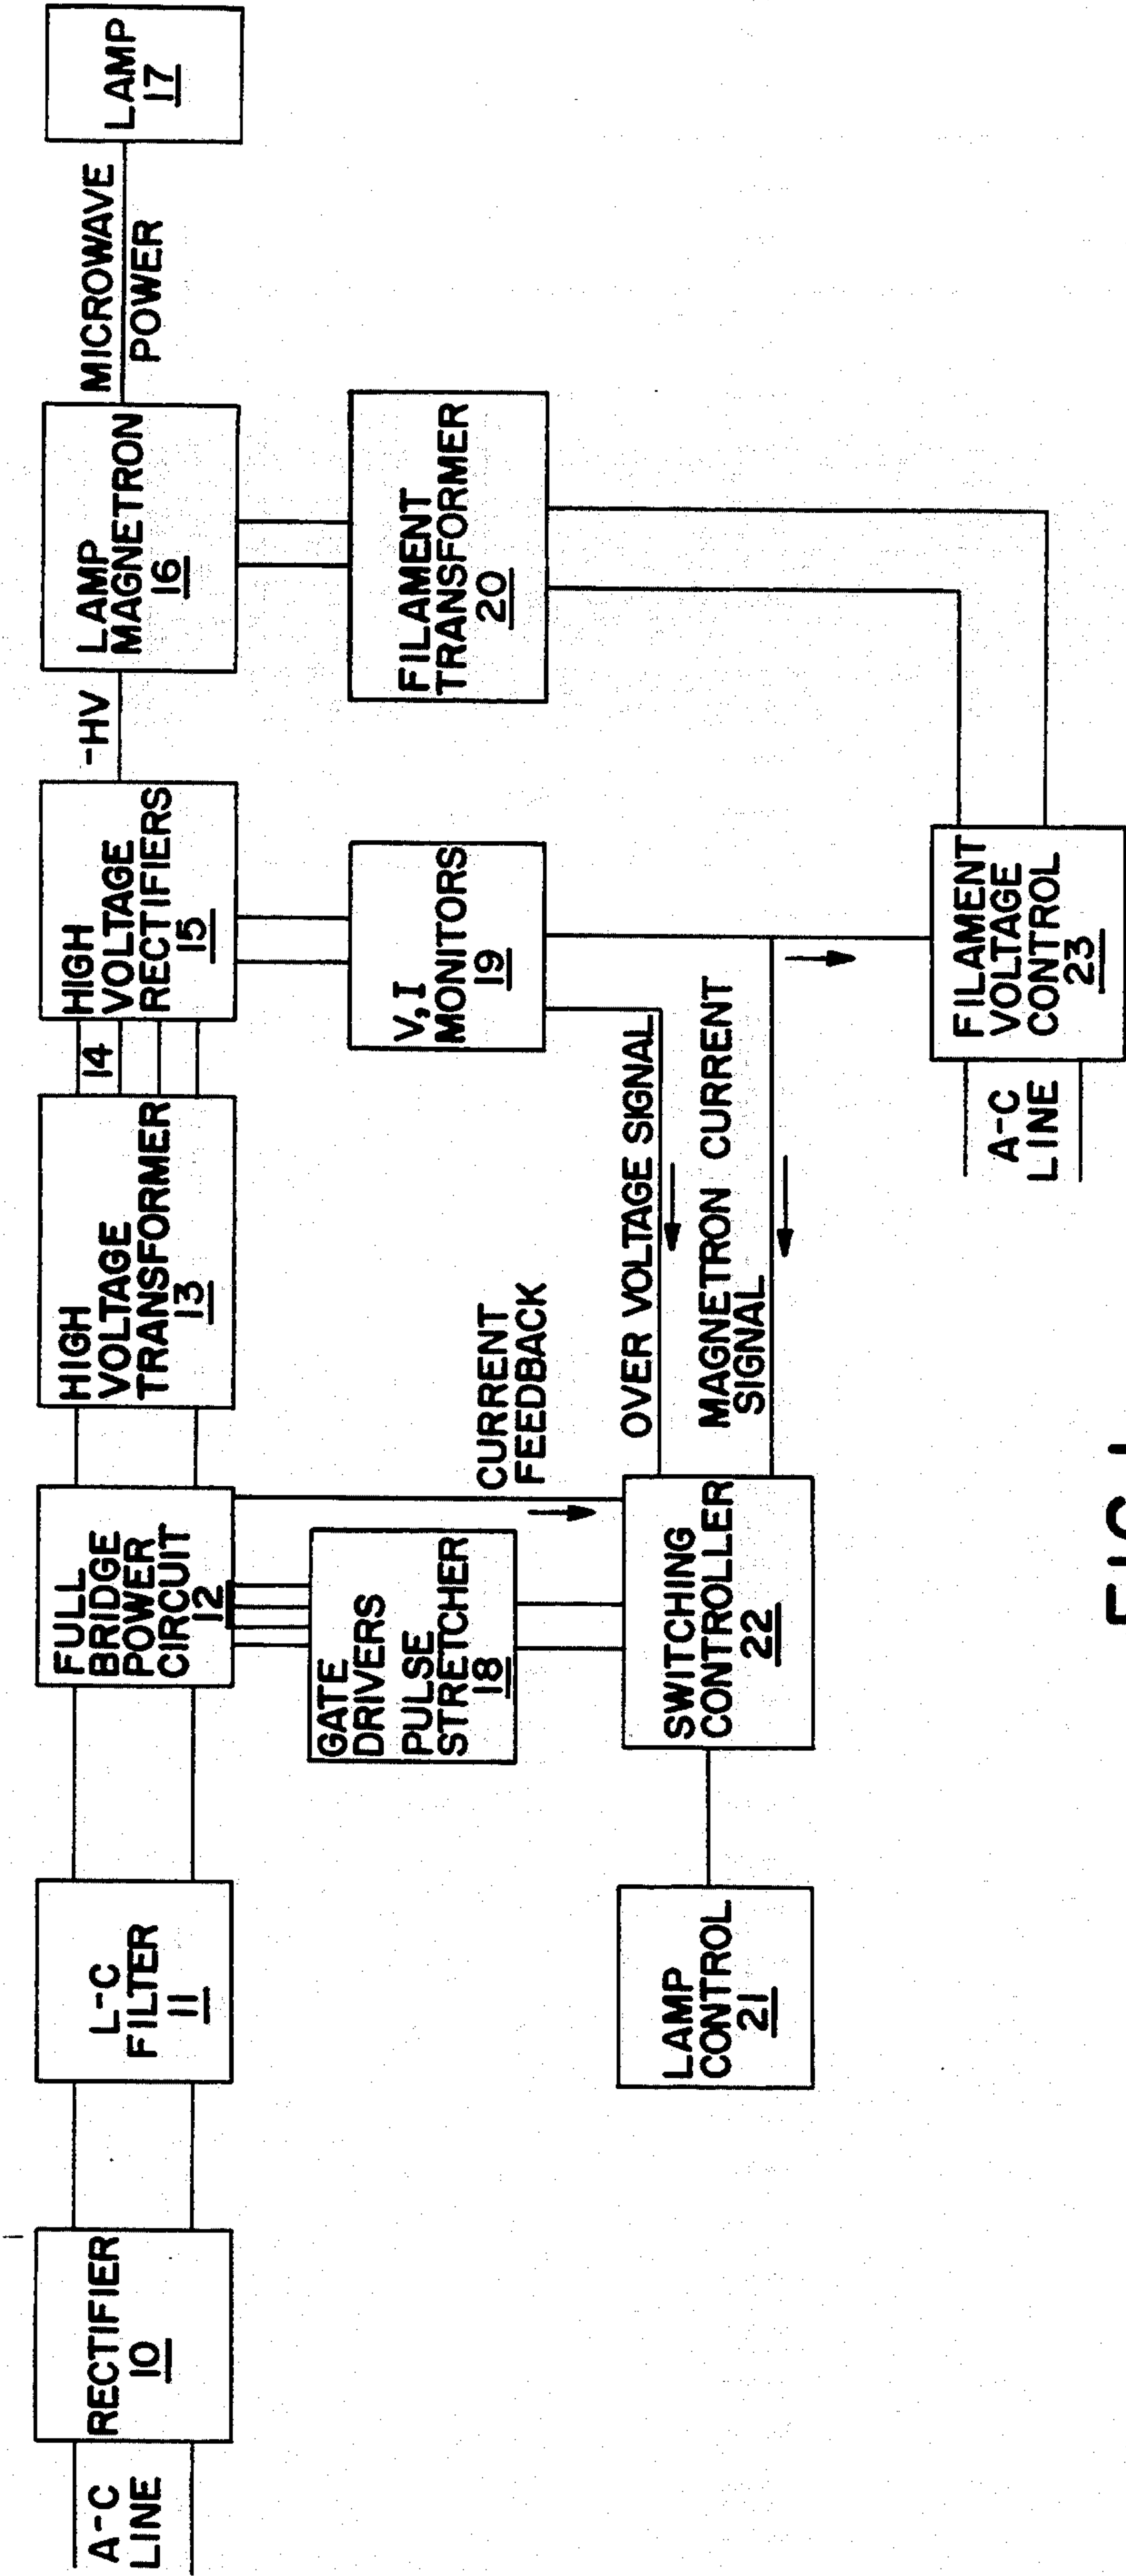 A-C
LINE
RECTIFIER
10
L-C
FILTER
11
FULL
BRIDGE
POWER
CIRCUIT
12
HIGH
VOLTAGE
TRANSFORMER
13
14
HIGH
VOLTAGE
RECTIFIERS
15
-HV
LAMP
MAGNETRON
16
MICROWAVE
POWER
LAMP
17
GATE
DRIVERS
PULSE
STRETCHER
18
CURRENT
FEEDBACK
V,I
MONITORS
19
FILAMENT
TRANSFORMER
20
LAMP
CONTROL
21
SWITCHING
CONTROLLER
22
OVER VOLTAGE SIGNAL
MAGNETRON CURRENT
SIGNAL
A-C
LINE
FILAMENT
VOLTAGE
CONTROL
23